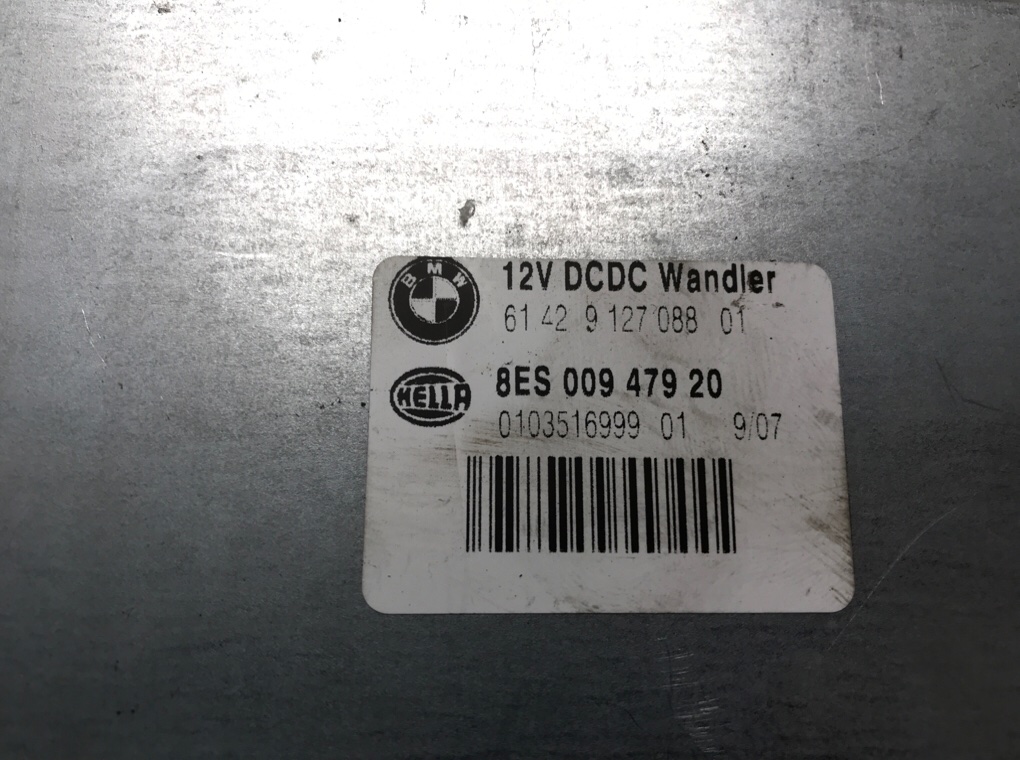 BMW
12V DCDC Wandler
61 42 9 127 088 01
HELLA
8ES 009 479 20
0103516999 01 9/07